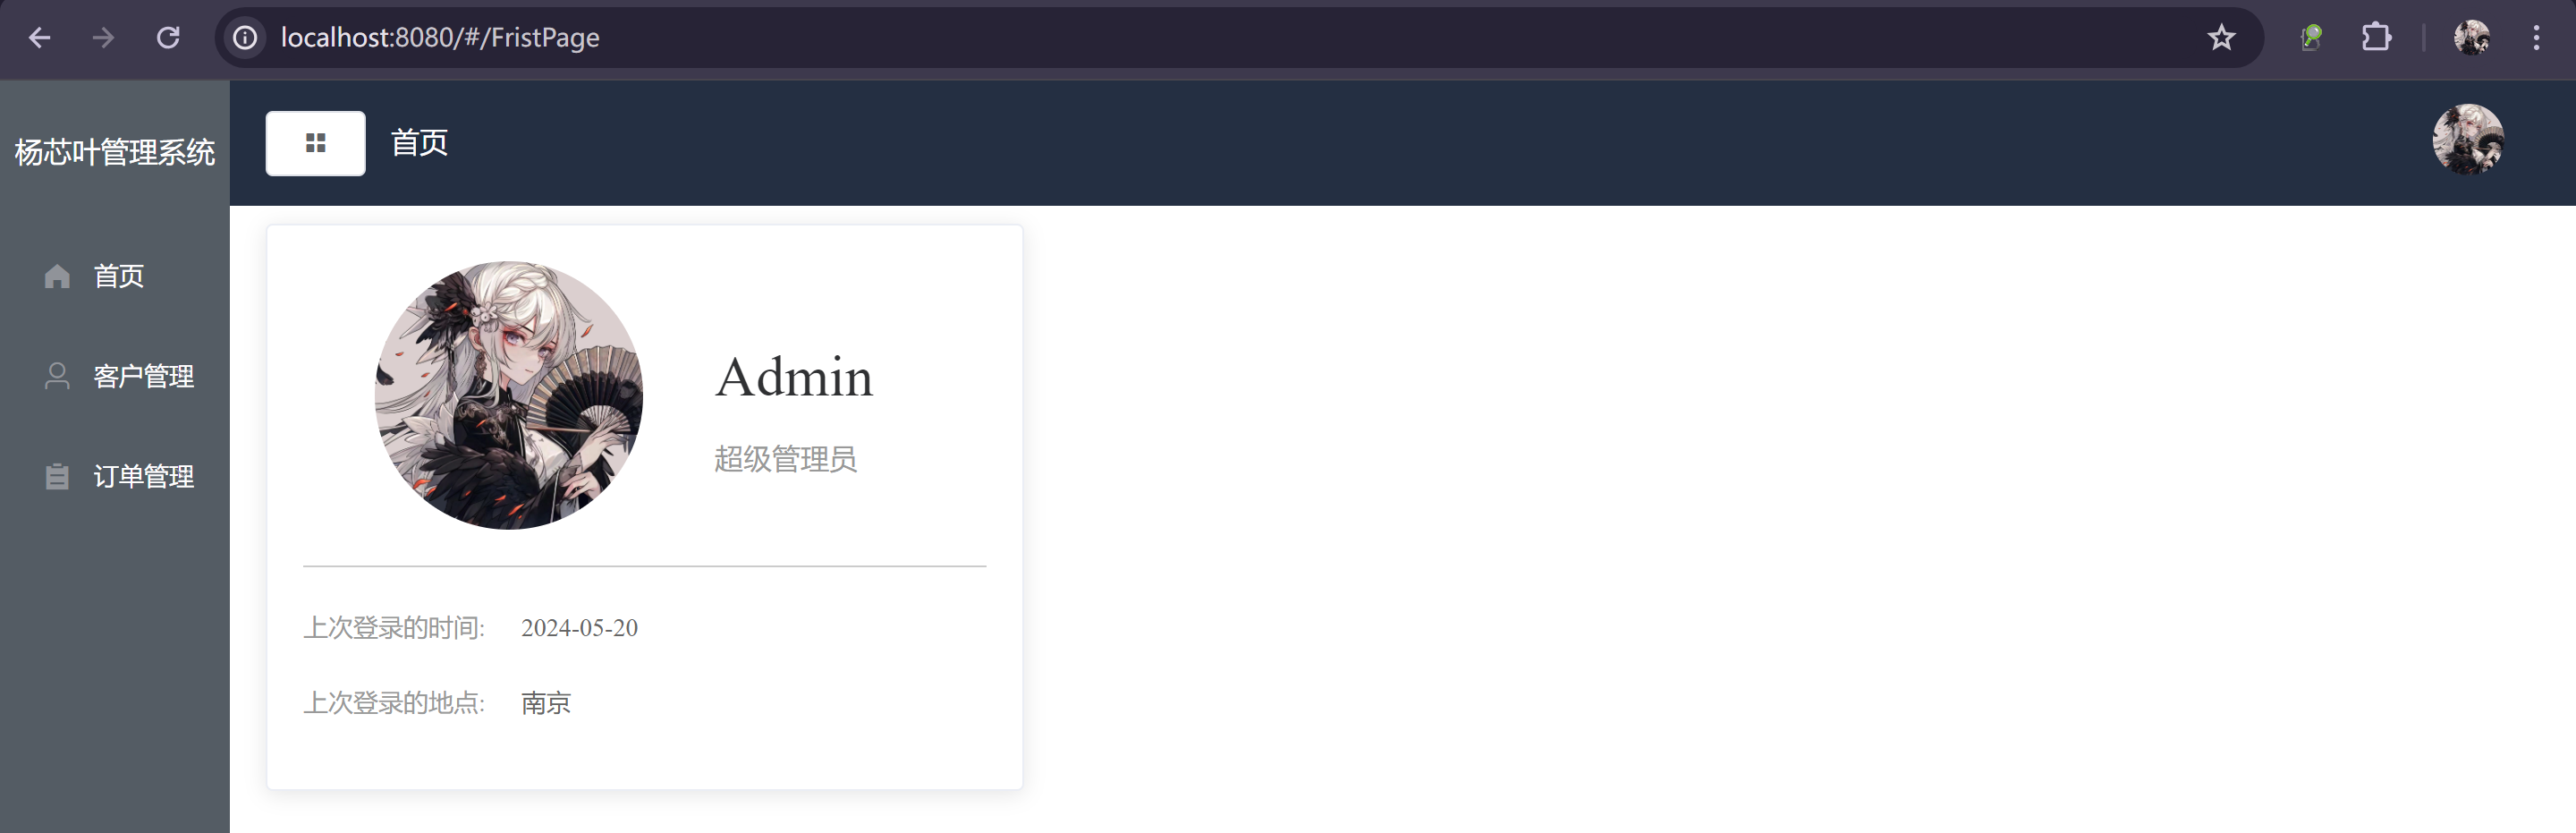 localhost:8080/#/FristPage
杨芯叶管理系统
首页
首页
客户管理
订单管理
Admin
超级管理员
上次登录的时间: 2024-05-20
上次登录的地点: 南京